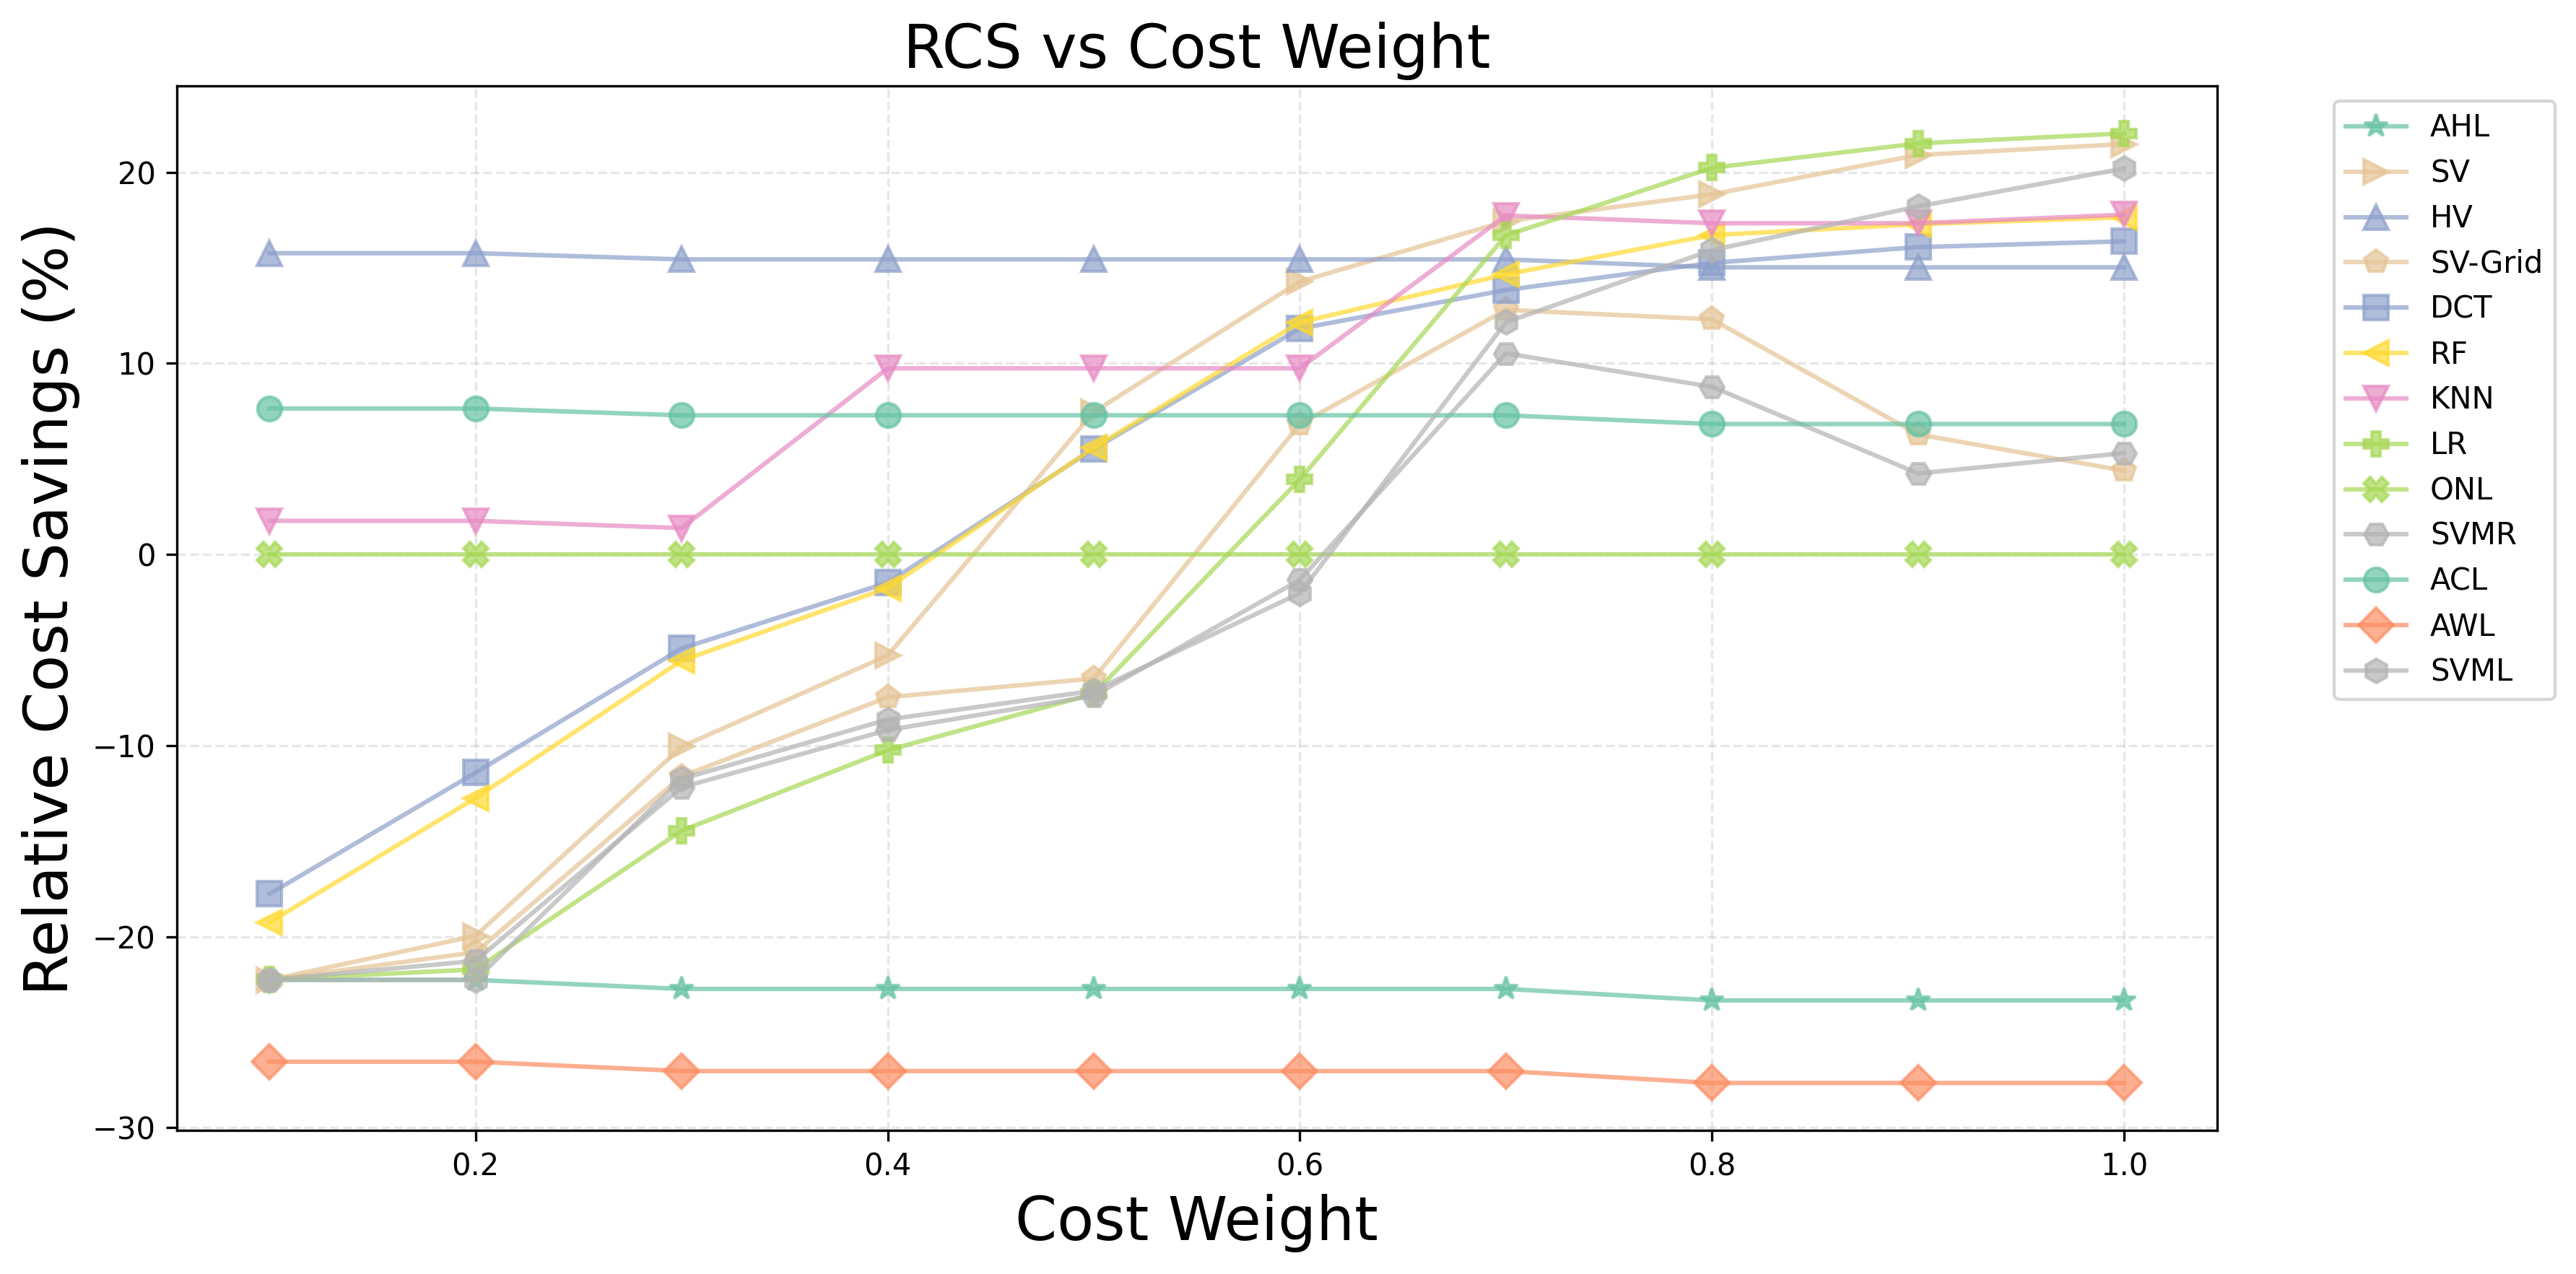 RCS vs Cost Weight
Relative Cost Savings (%)
20
10
0
−10
−20
−30
0.2
0.4
0.6
0.8
1.0
Cost Weight
AHL
SV
HV
SV-Grid
DCT
RF
KNN
LR
ONL
SVMR
ACL
AWL
SVML